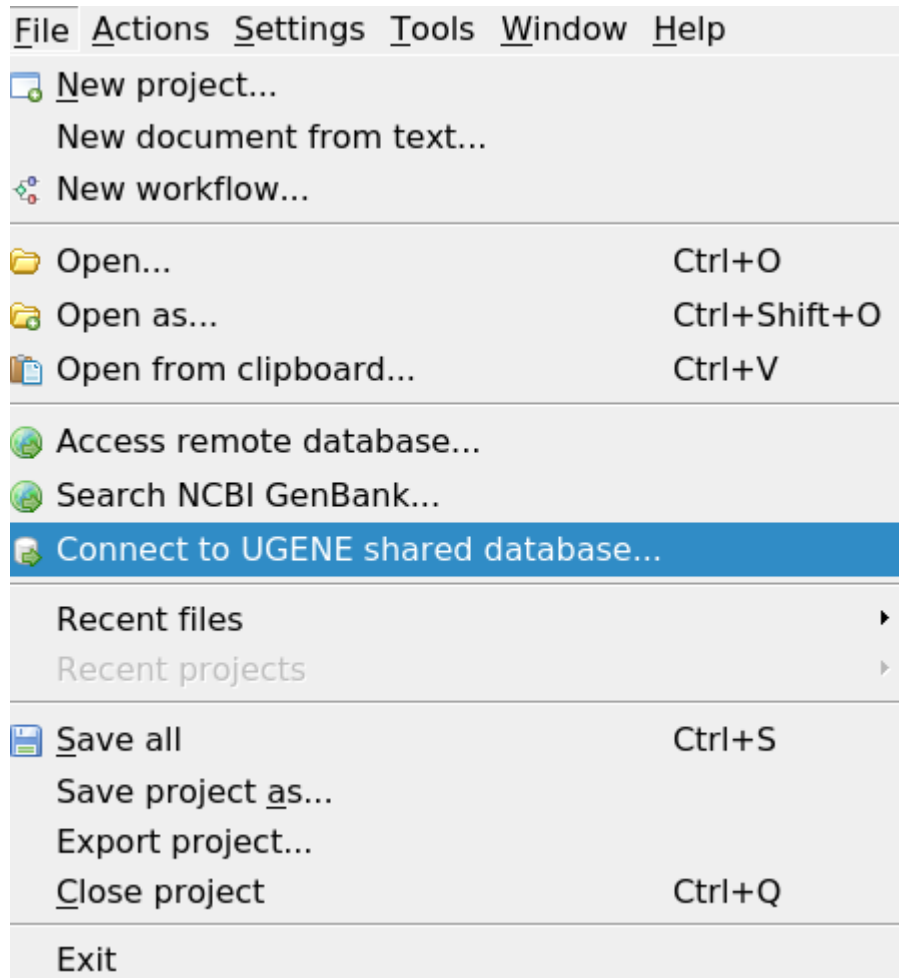 File Actions Settings Tools Window Help
New project...
New document from text...
New workflow...
Open... Ctrl+O
Open as... Ctrl+Shift+O
Open from clipboard... Ctrl+V
Access remote database...
Search NCBI GenBank...
Connect to UGENE shared database...
Recent files
Recent projects
Save all Ctrl+S
Save project as...
Export project...
Close project Ctrl+Q
Exit